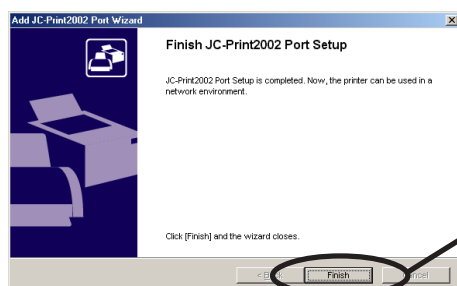 Add JC-Print2002 Port Wizard
Finish JC-Print2002 Port Setup
JC-Print2002 Port Setup is completed. Now, the printer can be used in a
network environment.
Click [Finish] and the wizard closes.
Finish